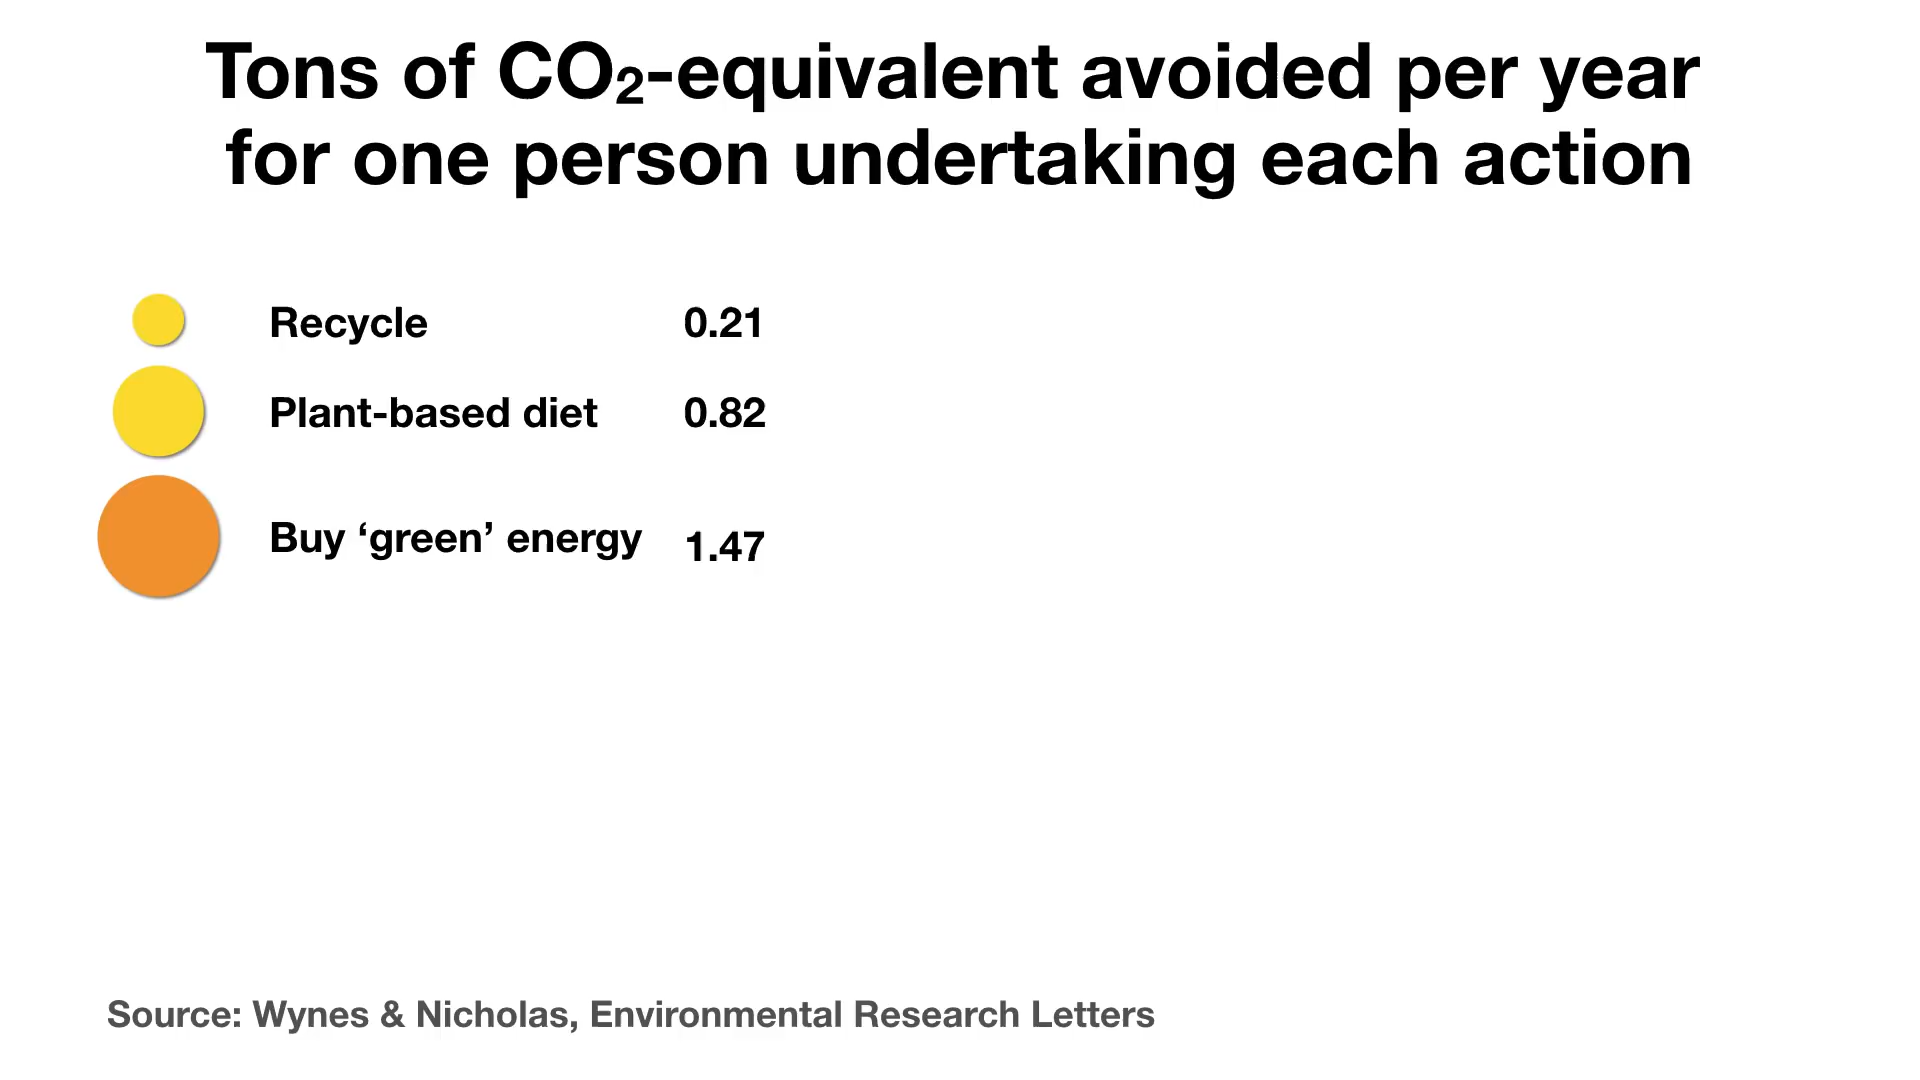 Tons of CO₂-equivalent avoided per year
for one person undertaking each action
Recycle 0.21
Plant-based diet 0.82
Buy ‘green’ energy 1.47
Source: Wynes & Nicholas, Environmental Research Letters